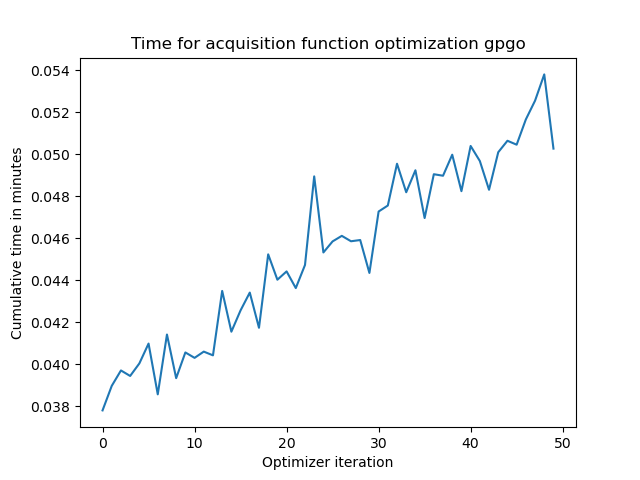 Time for acquisition function optimization gpgo
Cumulative time in minutes
0.054
0.052
0.050
0.048
0.046
0.044
0.042
0.040
0.038
0 10 20 30 40 50
Optimizer iteration